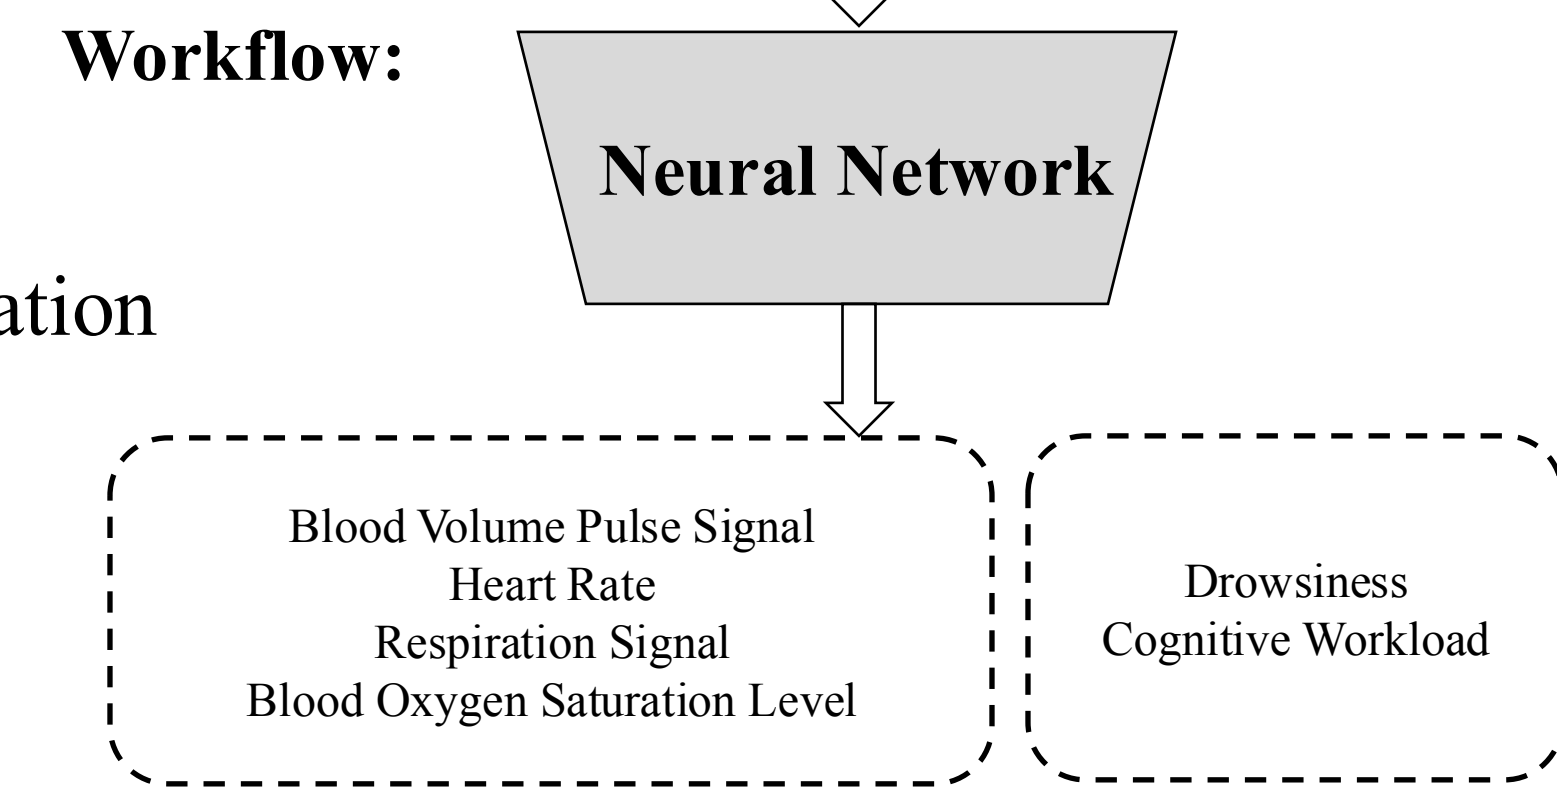 Workflow:
Neural Network
ation
Blood Volume Pulse Signal
Heart Rate
Respiration Signal
Blood Oxygen Saturation Level
Drowsiness
Cognitive Workload